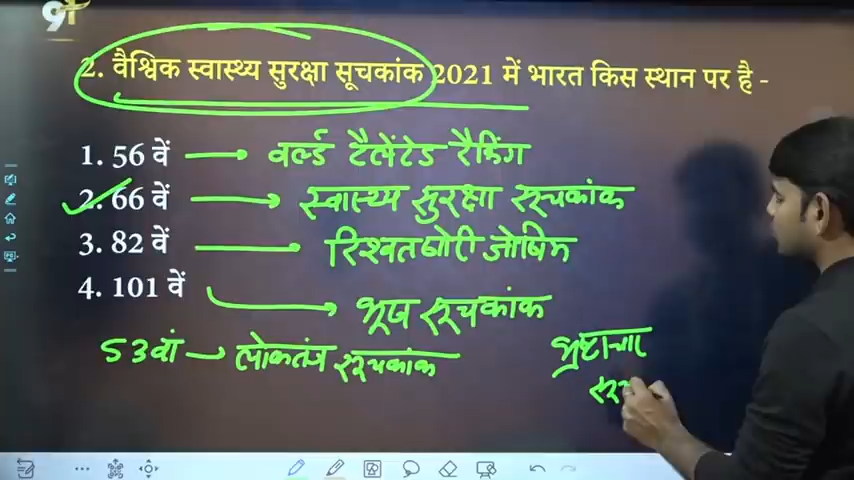 2. वैश्विक स्वास्थ्य सुरक्षा सूचकांक 2021 में भारत किस स्थान पर है -
1. 56 वें → वर्ल्ड टैलेंटेड रैंकिंग
2. 66 वें → स्वास्थ्य सुरक्षा सूचकांक
3. 82 वें → रिश्वतखोरी जोखिम
4. 101 वें → भूख सूचकांक
53 वां → लोकतंत्र सूचकांक